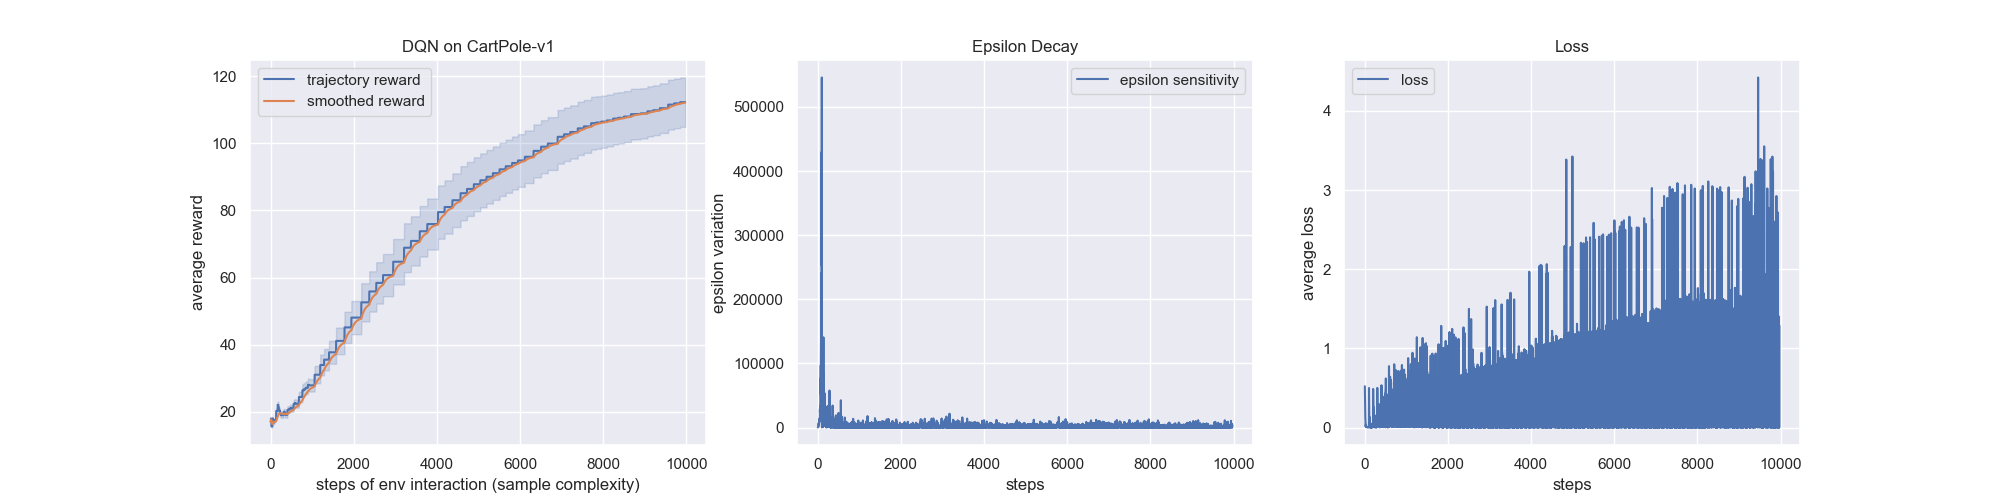 DQN on CartPole-v1
trajectory reward
smoothed reward
average reward
120
100
80
60
40
20
0
2000
4000
6000
8000
10000
steps of env interaction (sample complexity)
Epsilon Decay
epsilon sensitivity
epsilon variation
500000
400000
300000
200000
100000
0
0
2000
4000
6000
8000
10000
steps
Loss
loss
average loss
4
3
2
1
0
0
2000
4000
6000
8000
10000
steps